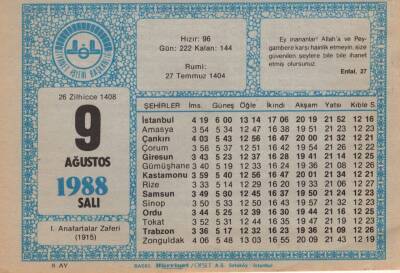 Hızır: 96
Gün: 222 Kalan: 144
Rumi:
27 Temmuz 1404
Ey inananlar! Allah'a ve Pey-
gambere karşı hainlik etmeyin, size
güvenilen şeylere bile bile ihanet
etmiş olursunuz.
Enfal, 27
26 Zilhicce 1408
9
AĞUSTOS
1988
SALI
I. Anafartalar Zaferi
(1915)
8. AY
ŞEHİRLER İms. Güneş Öğle İkindi Akşam Yatsı Kıble S.
İstanbul 4 19 6 00 13 14 17 06 20 19 21 52 12 16
Amasya 3 54 5 34 12 47 16 38 19 51 21 23 12 23
Çankırı 4 03 5 43 12 56 16 47 20 00 21 32 12 21
Çorum 3 58 5 37 12 51 16 42 19 54 21 26 12 22
Giresun 3 43 5 23 12 37 16 28 19 41 21 14 12 25
Gümüşhane 3 40 5 19 12 33 16 24 19 36 21 08 12 26
Kastamonu 3 59 5 40 12 56 16 47 20 01 21 34 12 21
Rize 3 33 5 14 12 29 16 20 19 33 21 06 12 27
Samsun 3 49 5 30 12 45 16 37 19 50 21 24 12 23
Sinop 3 50 5 33 12 50 16 43 19 56 21 31 12 22
Ordu 3 44 5 25 12 39 16 30 19 44 21 16 12 25
Tokat 3 52 5 31 12 44 16 35 19 47 21 19 12 23
Trabzon 3 36 5 17 12 32 16 23 19 36 21 09 12 26
Zonguldak 4 06 5 48 13 03 16 55 20 08 21 42 12 19
BASKI: Hürriyet/OFSET A.Ş.